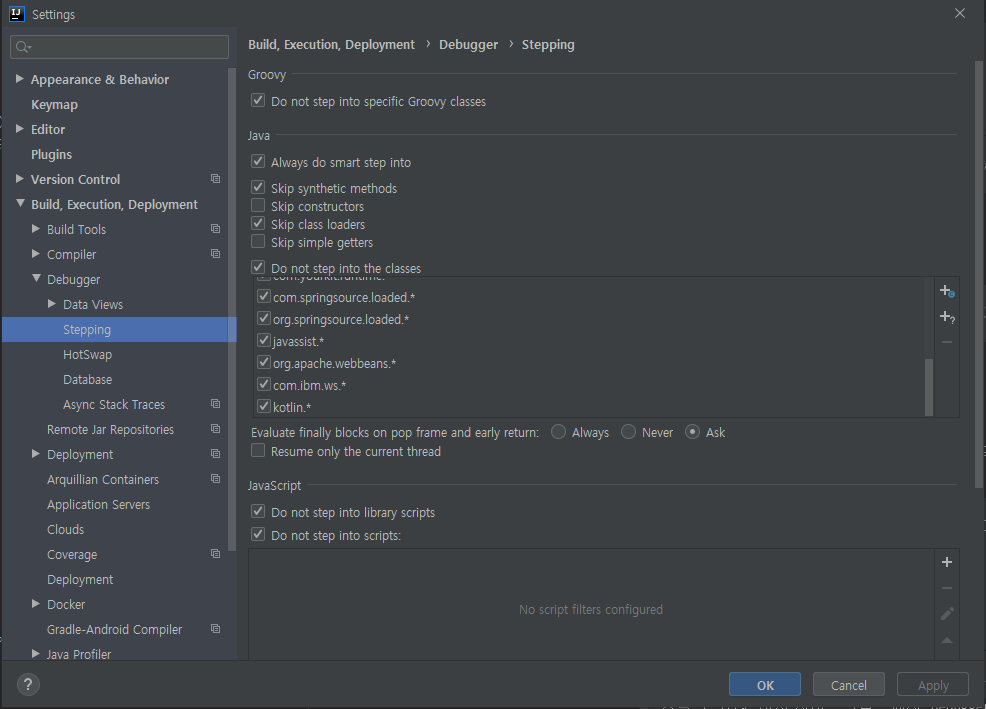 Settings
Appearance & Behavior
Keymap
Editor
Plugins
Version Control
Build, Execution, Deployment
Build Tools
Compiler
Debugger
Data Views
Stepping
HotSwap
Database
Async Stack Traces
Remote Jar Repositories
Deployment
Arquillian Containers
Application Servers
Clouds
Coverage
Deployment
Docker
Gradle-Android Compiler
Java Profiler
Build, Execution, Deployment › Debugger › Stepping
Groovy
Do not step into specific Groovy classes
Java
Always do smart step into
Skip synthetic methods
Skip constructors
Skip class loaders
Skip simple getters
Do not step into the classes
com.yourkit.runtime.*
com.springsource.loaded.*
org.springsource.loaded.*
javassist.*
org.apache.webbeans.*
com.ibm.ws.*
kotlin.*
Evaluate finally blocks on pop frame and early return: Always Never Ask
Resume only the current thread
JavaScript
Do not step into library scripts
Do not step into scripts:
No script filters configured
? OK Cancel Apply